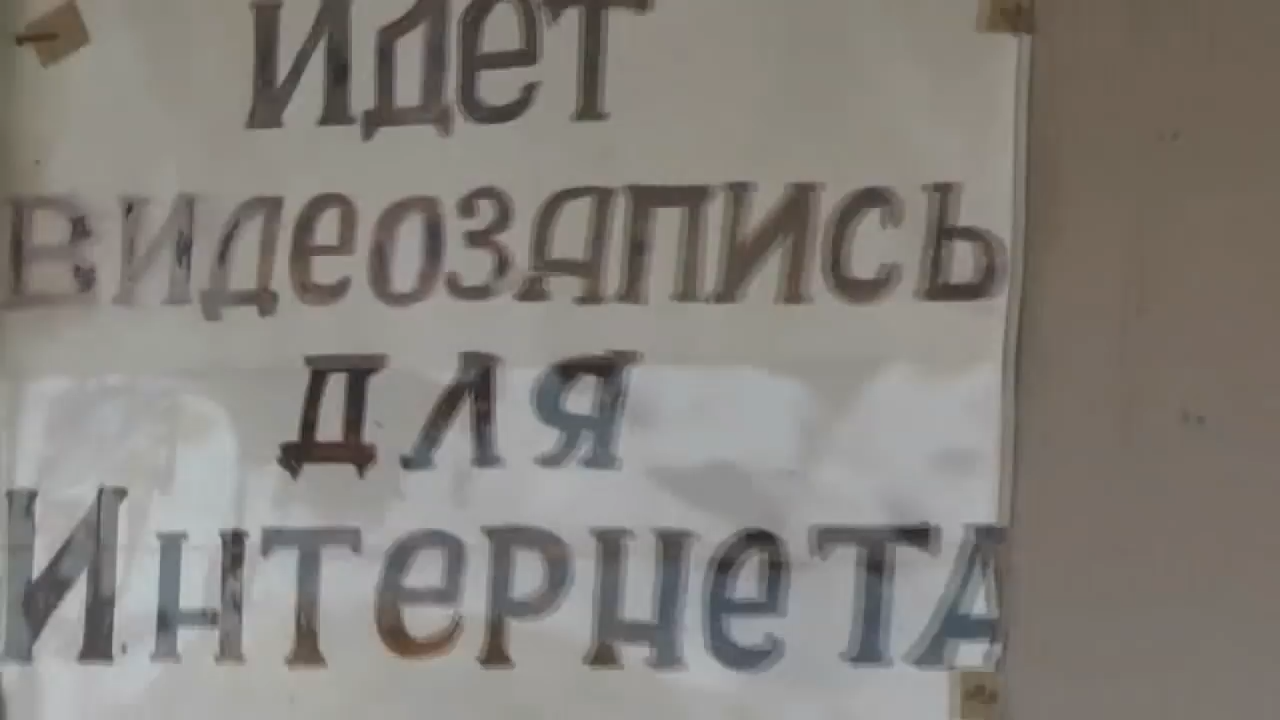 идет
видеозапись
для
Интернета